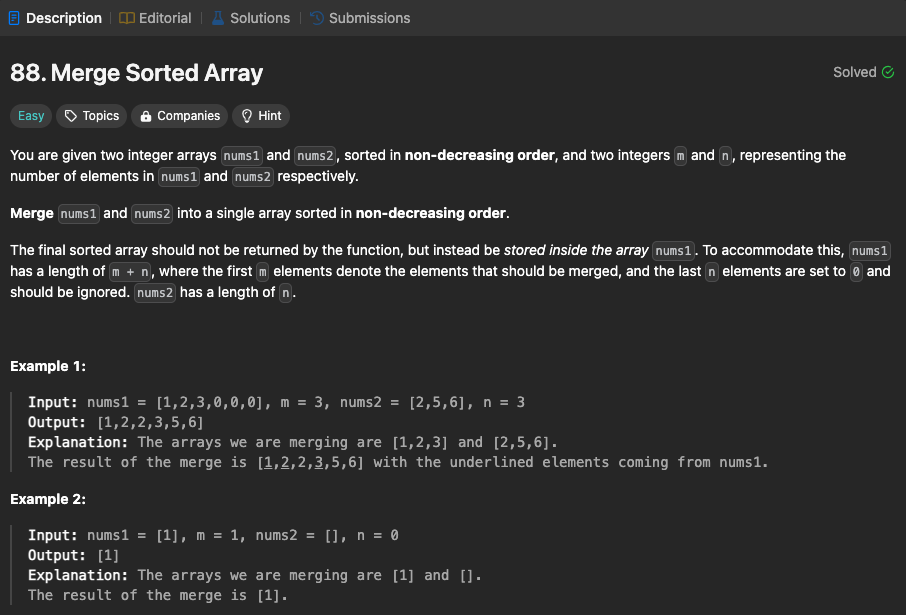 Description | Editorial | Solutions | Submissions
88. Merge Sorted Array
Solved
Easy Topics Companies Hint
You are given two integer arrays nums1 and nums2, sorted in non-decreasing order, and two integers m and n, representing the
number of elements in nums1 and nums2 respectively.
Merge nums1 and nums2 into a single array sorted in non-decreasing order.
The final sorted array should not be returned by the function, but instead be stored inside the array nums1. To accommodate this, nums1
has a length of m + n, where the first m elements denote the elements that should be merged, and the last n elements are set to 0 and
should be ignored. nums2 has a length of n.
Example 1:
Input: nums1 = [1,2,3,0,0,0], m = 3, nums2 = [2,5,6], n = 3
Output: [1,2,2,3,5,6]
Explanation: The arrays we are merging are [1,2,3] and [2,5,6].
The result of the merge is [1,2,2,3,5,6] with the underlined elements coming from nums1.
Example 2:
Input: nums1 = [1], m = 1, nums2 = [], n = 0
Output: [1]
Explanation: The arrays we are merging are [1] and [].
The result of the merge is [1].